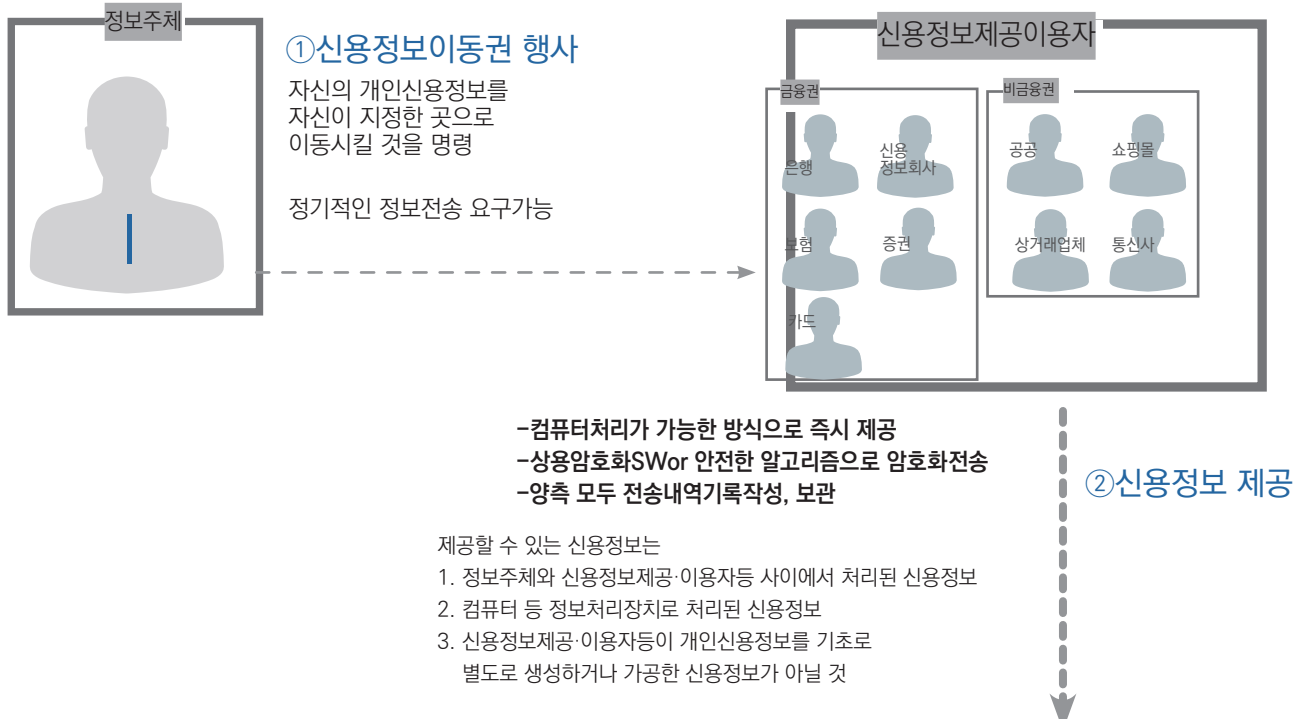 정보주체
①신용정보이동권 행사
자신의 개인신용정보를
자신이 지정한 곳으로
이동시킬 것을 명령
정기적인 정보전송 요구가능
신용정보제공이용자
금융권
은행
신용
정보회사
보험
증권
카드
비금융권
공공
쇼핑몰
상거래업체
통신사
-컴퓨터처리가 가능한 방식으로 즉시 제공
-상용암호화SWor 안전한 알고리즘으로 암호화전송
-양측 모두 전송내역기록작성, 보관
②신용정보 제공
제공할 수 있는 신용정보는
1. 정보주체와 신용정보제공·이용자등 사이에서 처리된 신용정보
2. 컴퓨터 등 정보처리장치로 처리된 신용정보
3. 신용정보제공·이용자등이 개인신용정보를 기초로
별도로 생성하거나 가공한 신용정보가 아닐 것